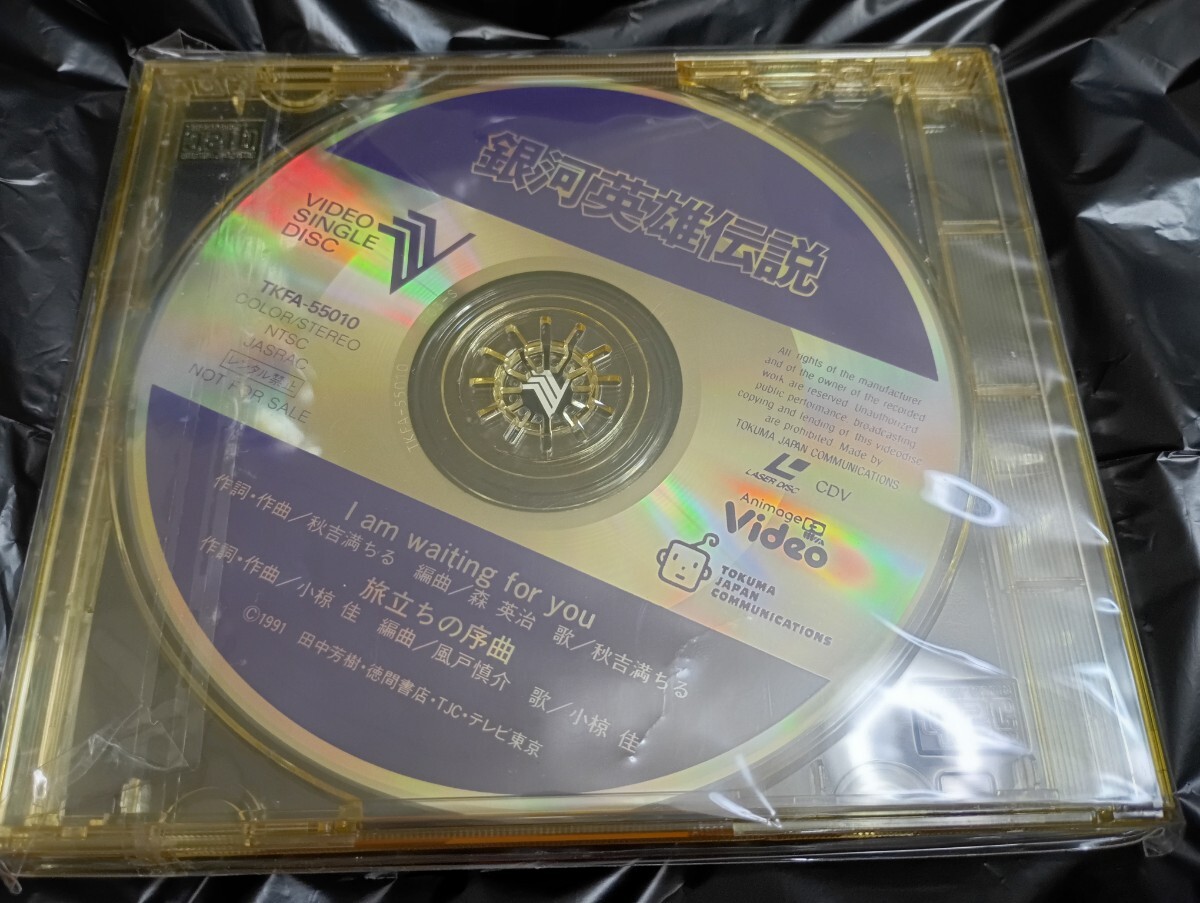 銀河英雄伝説
VIDEO
SINGLE
DISC
TKFA-55010
COLOR/STEREO
NTSC
JASRAC
レンタル禁止
NOT FOR SALE
TKFA-55010
All rights of the manufacturer
and of the owner of the recorded
work are reserved. Unauthorized
public performance, broadcasting,
copying and lending of this videodisc
are prohibited. Made by
TOKUMA JAPAN COMMUNICATIONS
LASER DISC CDV
Animage
Video
TOKUMA
JAPAN
COMMUNICATIONS
I am waiting for you
作詞・作曲／秋吉満ちる 編曲／森 英治 歌／秋吉満ちる
旅立ちの序曲
作詞・作曲／小椋 佳 編曲／風戸慎介 歌／小椋 佳
©1991 田中芳樹・徳間書店・TJC・テレビ東京